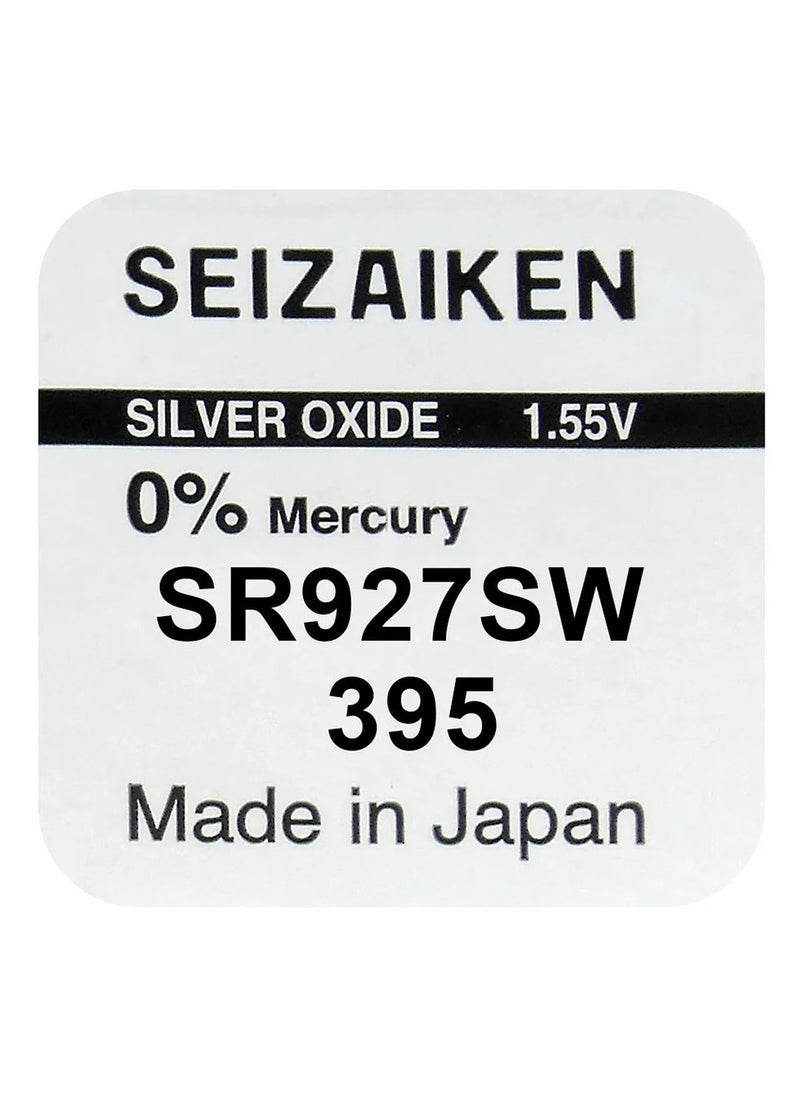 SEIZAIKEN
SILVER OXIDE 1.55V
0% Mercury
SR927SW
395
Made in Japan